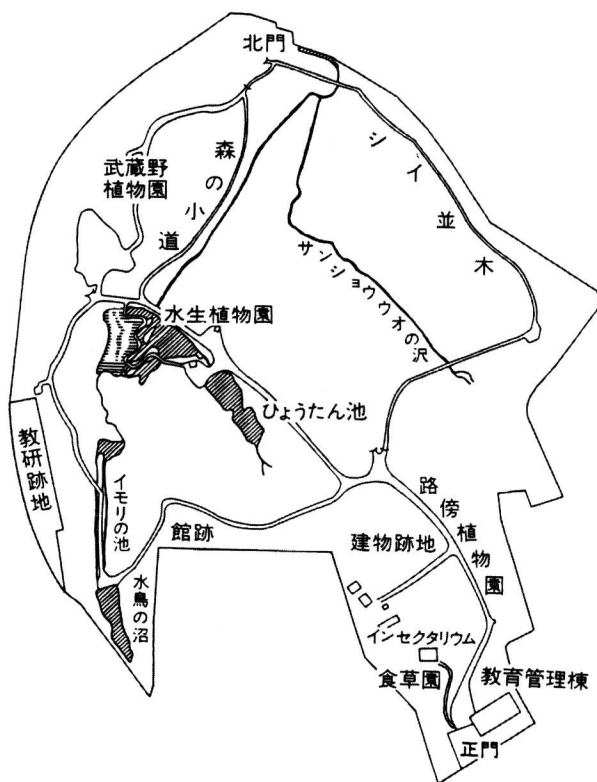 北門
武蔵野
植物園
森の小道
シイ並木
サンショウウオの沢
水生植物園
ひょうたん池
教研跡地
イモリの池
館跡
路傍植物園
建物跡地
水鳥の沼
インセクタリウム
食草園
教育管理棟
正門